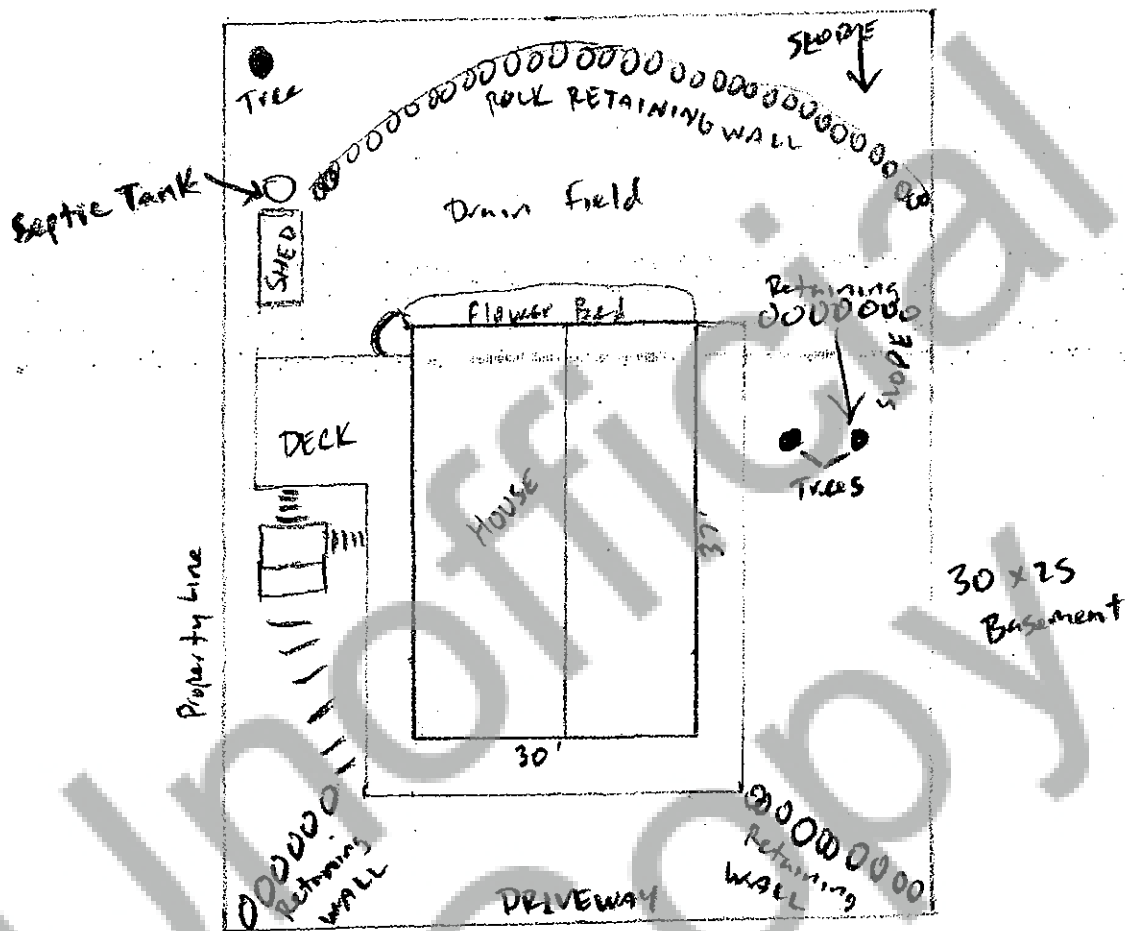 SLOPE
Tree
ROCK RETAINING WALL
Septic Tank
Drain Field
SHED
Retaining
Flower Bed
SLOPE
DECK
Trees
HOUSE
Property Line
30 x 25
Basement
30'
Retaining
WALL
Retaining
WALL
DRIVEWAY
Unofficial
Copy